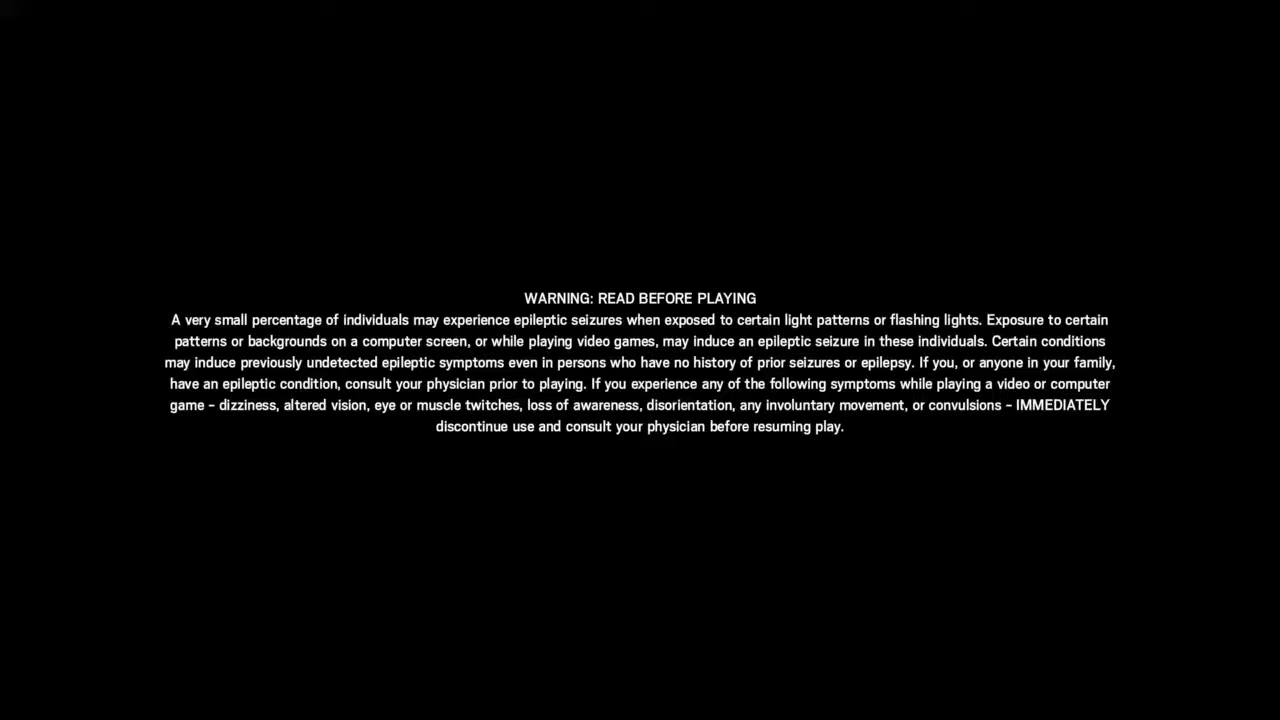 WARNING: READ BEFORE PLAYING
A very small percentage of individuals may experience epileptic seizures when exposed to certain light patterns or flashing lights. Exposure to certain
patterns or backgrounds on a computer screen, or while playing video games, may induce an epileptic seizure in these individuals. Certain conditions
may induce previously undetected epileptic symptoms even in persons who have no history of prior seizures or epilepsy. If you, or anyone in your family,
have an epileptic condition, consult your physician prior to playing. If you experience any of the following symptoms while playing a video or computer
game – dizziness, altered vision, eye or muscle twitches, loss of awareness, disorientation, any involuntary movement, or convulsions – IMMEDIATELY
discontinue use and consult your physician before resuming play.